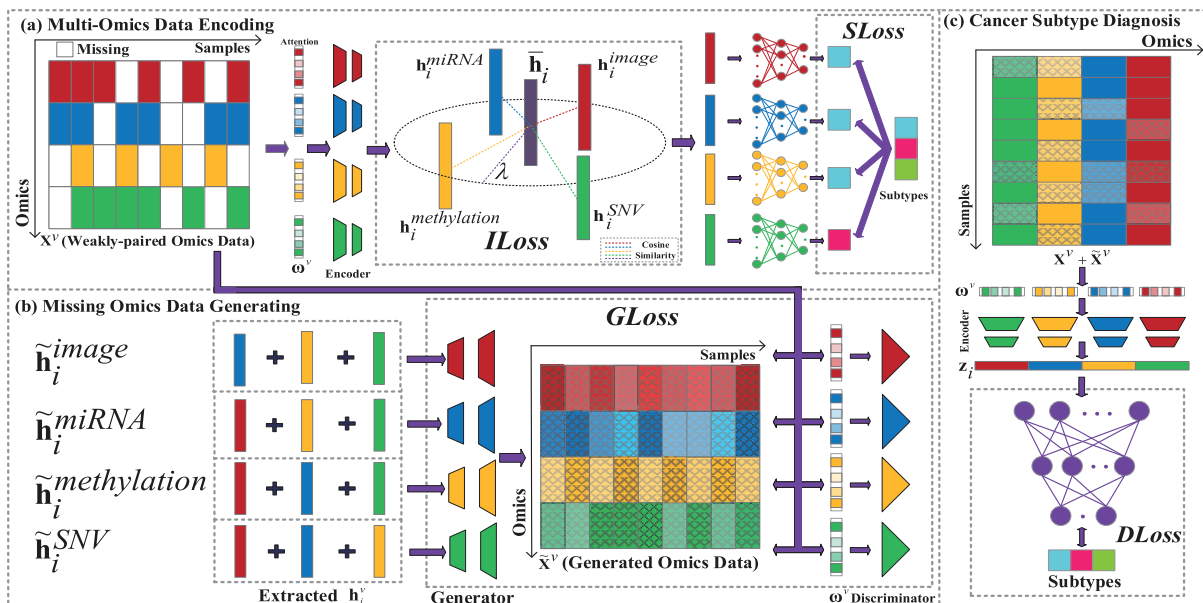 (a) Multi-Omics Data Encoding
Missing
Samples
Omics
X^v (Weakly-paired Omics Data)
Attention
ω^v
Encoder
h_i^miRNA
h̅_i
h_i^image
λ
h_i^methylation
h_i^SNV
ILoss
Cosine
Similarity
SLoss
Subtypes
(b) Missing Omics Data Generating
h̃_i^image
h̃_i^miRNA
h̃_i^methylation
h̃_i^SNV
+ +
+ +
+ +
+ +
Extracted h_i^v
GLoss
Samples
Omics
X̃^v (Generated Omics Data)
Generator
ω^v Discriminator
(c) Cancer Subtype Diagnosis
Omics
Samples
X^v + X̃^v
ω^v
Encoder
z_i
DLoss
Subtypes